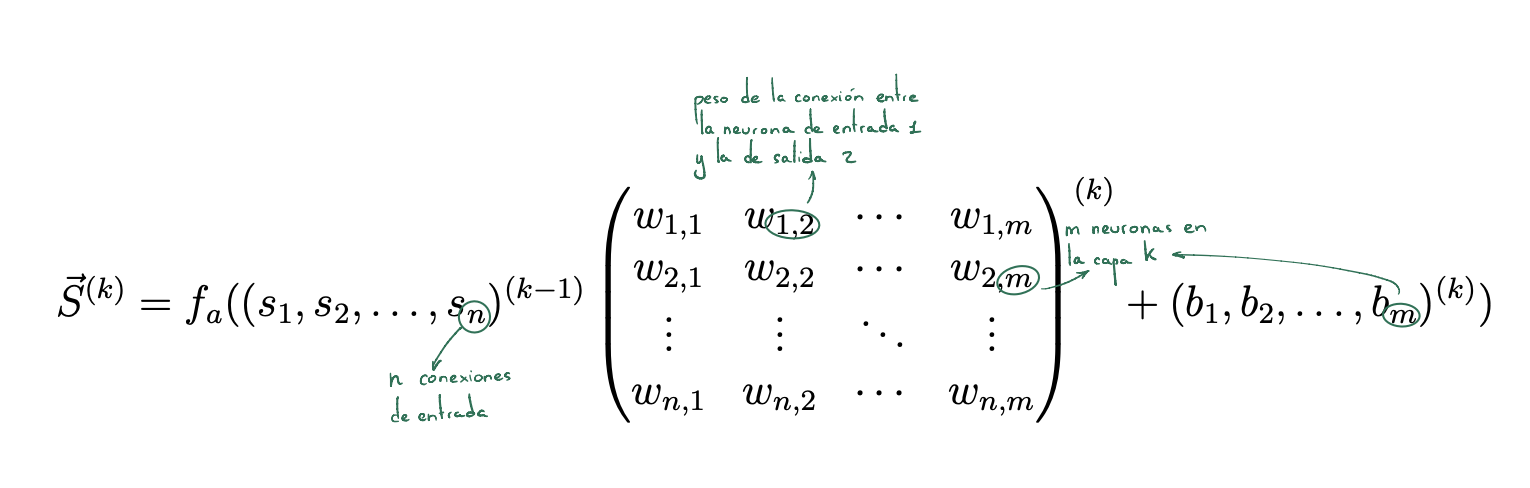 peso de la conexión entre
la neurona de entrada 1
y la de salida 2
w_{1,1} w_{1,2} ⋯ w_{1,m} (k)
m neuronas en
la capa k
w_{2,1} w_{2,2} ⋯ w_{2,m}
\vec{S}^{(k)} = f_a((s_1, s_2, …, s_n)^{(k−1)} + (b_1, b_2, …, b_m)^{(k)})
⋮ ⋮ ⋱ ⋮
n conexiones
de entrada
w_{n,1} w_{n,2} ⋯ w_{n,m}